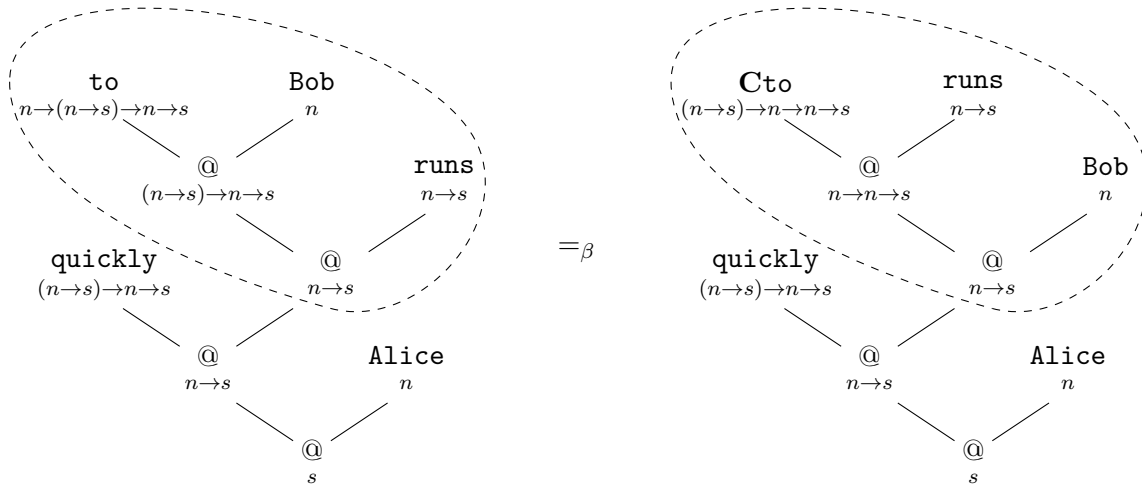 to Bob Cto runs
n→(n→s)→n→s n (n→s)→n→n→s n→s
@ runs @ Bob
(n→s)→n→s n→s n→n→s n
quickly @ =β quickly @
(n→s)→n→s n→s (n→s)→n→s n→s
@ Alice @ Alice
n→s n n→s n
@ @
s s